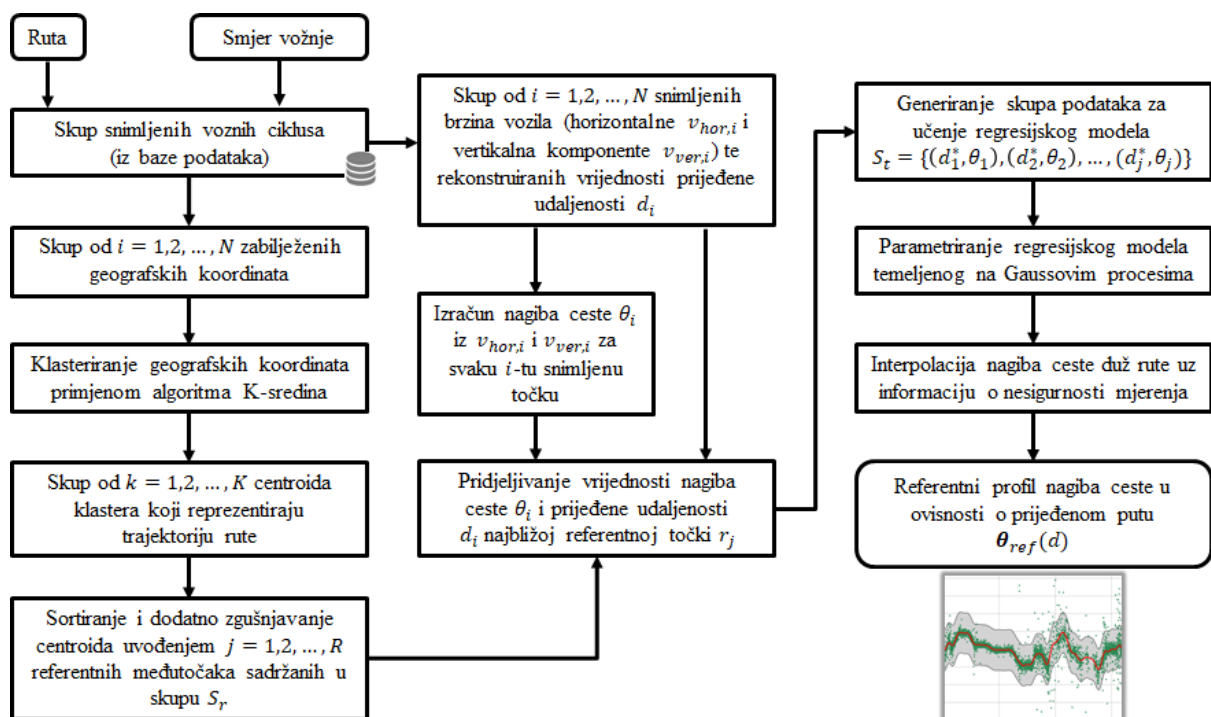 Ruta
Smjer vožnje
Skup snimljenih voznih ciklusa
(iz baze podataka)
Skup od i = 1,2, ..., N zabilježenih
geografskih koordinata
Klasteriranje geografskih koordinata
primjenom algoritma K-sredina
Skup od k = 1,2, ..., K centroida
klastera koji reprezentiraju
trajektoriju rute
Sortiranje i dodatno zgušnjavanje
centroida uvođenjem j = 1,2, ..., R
referentnih međutočaka sadržanih u
skupu S_r
Skup od i = 1,2, ..., N snimljenih
brzina vozila (horizontalne v_{hor,i} i
vertikalna komponente v_{ver,i}) te
rekonstruiranih vrijednosti prijeđene
udaljenosti d_i
Izračun nagiba ceste θ_i
iz v_{hor,i} i v_{ver,i} za
svaku i-tu snimljenu
točku
Pridjeljivanje vrijednosti nagiba
ceste θ_i i prijeđene udaljenosti
d_i najbližoj referentnoj točki r_j
Generiranje skupa podataka za
učenje regresijskog modela
S_t = {(d_1^*, θ_1), (d_2^*, θ_2), ..., (d_j^*, θ_j)}
Parametriranje regresijskog modela
temeljenog na Gaussovim procesima
Interpolacija nagiba ceste duž rute uz
informaciju o nesigurnosti mjerenja
Referentni profil nagiba ceste u
ovisnosti o prijeđenom putu
θ_{ref}(d)